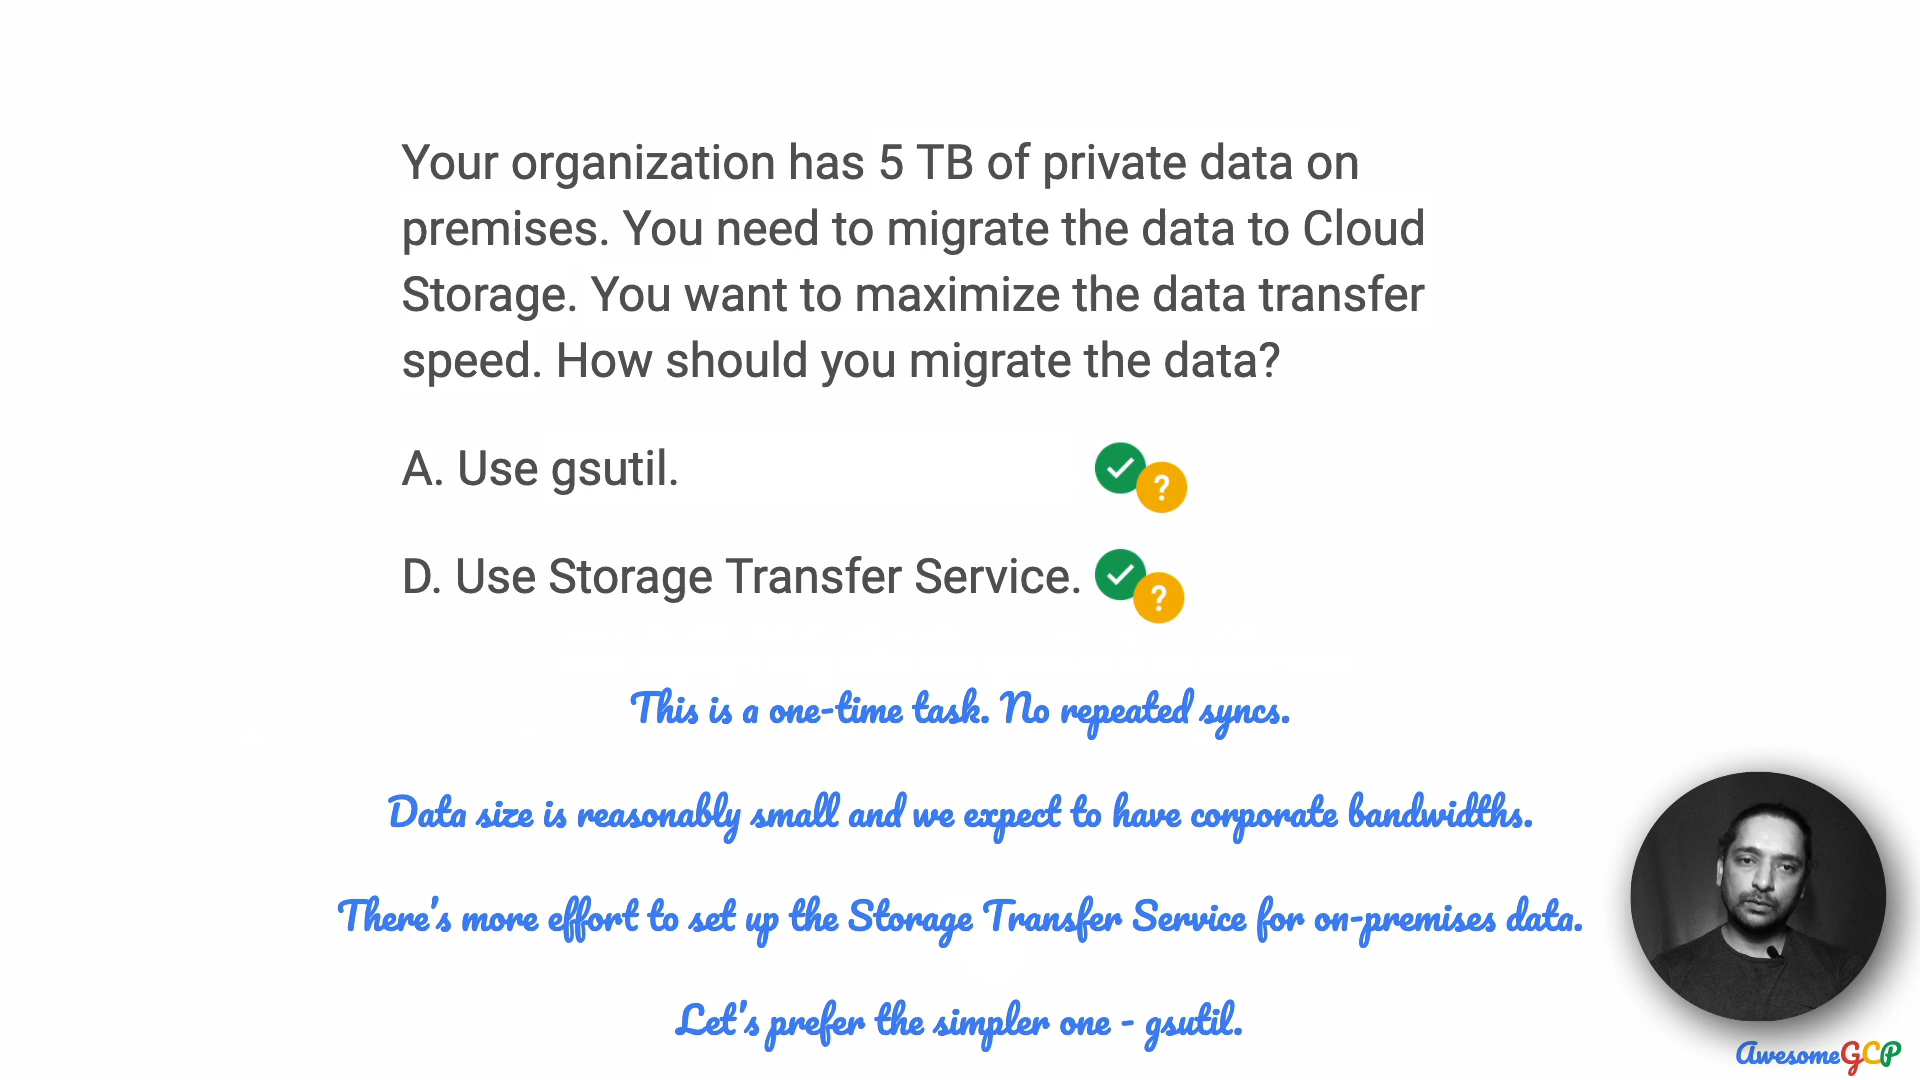 Your organization has 5 TB of private data on
premises. You need to migrate the data to Cloud
Storage. You want to maximize the data transfer
speed. How should you migrate the data?
A. Use gsutil.
?
D. Use Storage Transfer Service.
?
This is a one-time task. No repeated syncs.
Data size is reasonably small and we expect to have corporate bandwidths.
There's more effort to set up the Storage Transfer Service for on-premises data.
Let's prefer the simpler one - gsutil.
AwesomeGCP